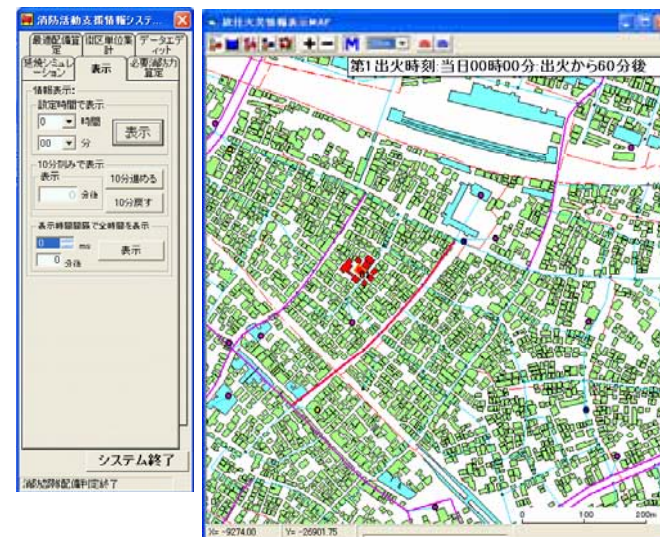 消防活動支援情報システ...
最適配備算定
街区単位集計
データエディット
延焼シミュレーション
表示
必要消防力算定
情報表示:
設定時間で表示
0 時間
00 分
表示
10分刻みで表示
表示
0 分後
10分進める
10分戻す
表示時間間隔で全時間を表示
0 ms
0 分後
表示
システム終了
消防部隊配備判定終了
延焼火災情報表示MAP
M
第1出火時刻:当日00時00分:出火から60分後
0 100 200m
X= -9274.00 Y= -26901.75